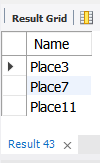 Result Grid
Name
Place3
Place7
Place11
Result 43